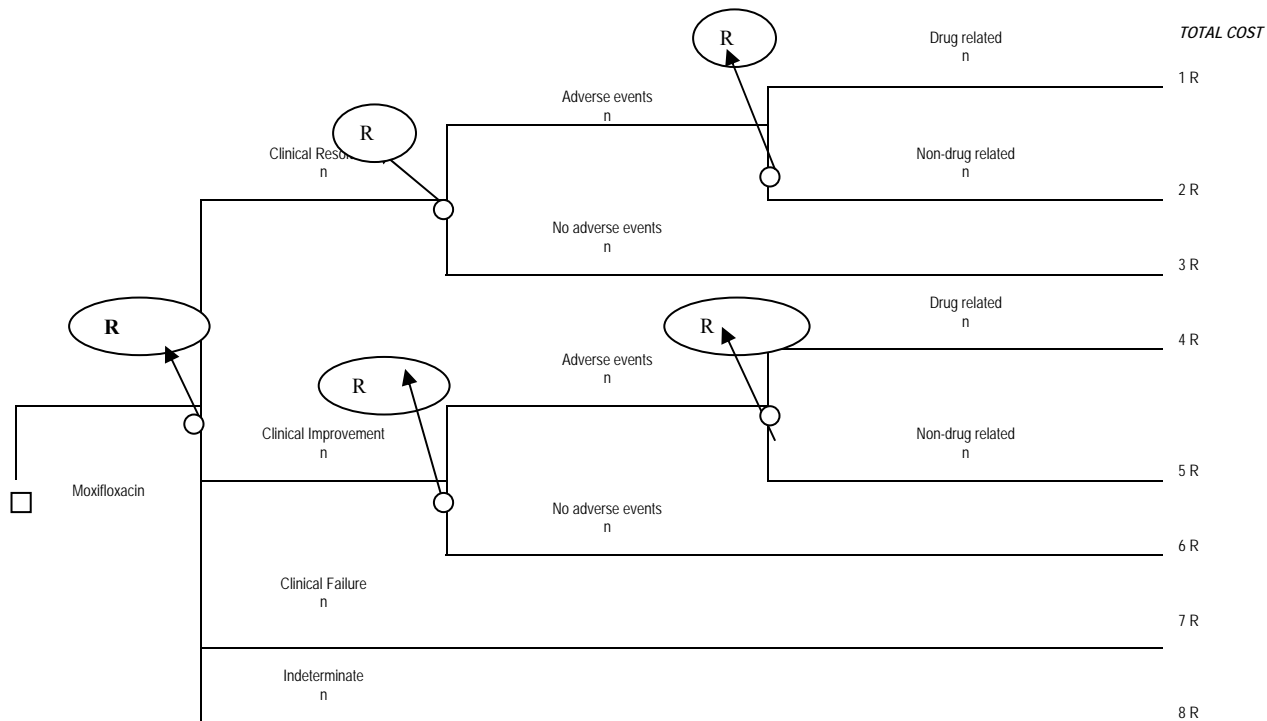 R
Drug related
n
TOTAL COST
1 R
Adverse events
n
R
Clinical
n
Non-drug related
n
2 R
No adverse events
n
3 R
R
Drug related
n
R
4 R
Adverse events
n
R
Clinical Improvement
n
Non-drug related
n
5 R
Moxifloxacin
No adverse events
n
6 R
Clinical Failure
n
7 R
Indeterminate
n
8 R